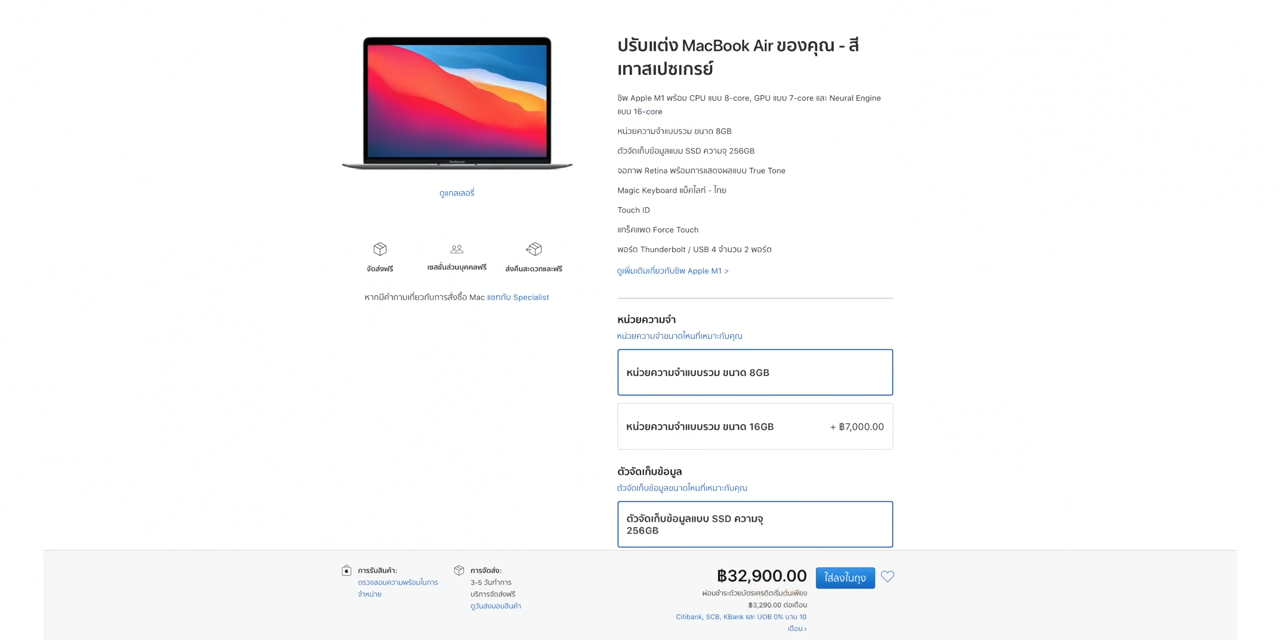 ปรับแต่ง MacBook Air ของคุณ - สี
เทาสเปซเกรย์
ชิพ Apple M1 พร้อม CPU แบบ 8-core, GPU แบบ 7-core และ Neural Engine
แบบ 16-core
หน่วยความจำแบบรวม ขนาด 8GB
ตัวจัดเก็บข้อมูลแบบ SSD ความจุ 256GB
จอภาพ Retina พร้อมการแสดงผลแบบ True Tone
Magic Keyboard แบ็คไลท์ - ไทย
Touch ID
แทร็คแพด Force Touch
พอร์ต Thunderbolt / USB 4 จำนวน 2 พอร์ต
ดูเพิ่มเติมเกี่ยวกับชิพ Apple M1 >
ดูแกลเลอรี่
จัดส่งฟรี
เซสชั่นส่วนบุคคลฟรี
ส่งคืนสะดวกและฟรี
หากมีคำถามเกี่ยวกับการสั่งซื้อ Mac แชทกับ Specialist
หน่วยความจำ
หน่วยความจำขนาดไหนที่เหมาะกับคุณ
หน่วยความจำแบบรวม ขนาด 8GB
หน่วยความจำแบบรวม ขนาด 16GB + ฿7,000.00
ตัวจัดเก็บข้อมูล
ตัวจัดเก็บข้อมูลขนาดไหนที่เหมาะกับคุณ
ตัวจัดเก็บข้อมูลแบบ SSD ความจุ
256GB
การรับสินค้า:
ตรวจสอบความพร้อมในการ
จำหน่าย
การจัดส่ง:
3-5 วันทำการ
บริการจัดส่งฟรี
ดูวันส่งมอบสินค้า
฿32,900.00
ใส่ลงในถุง
ผ่อนชำระด้วยบัตรเครดิตเริ่มต้นเพียง
฿3,290.00 ต่อเดือน
Citibank, SCB, KBank และ UOB 0% นาน 10
เดือน ›